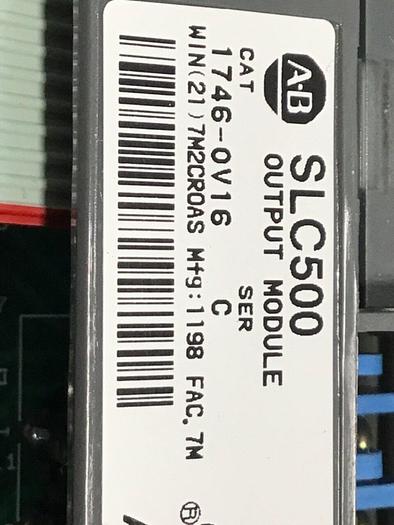 A-B
SLC500
OUTPUT MODULE
CAT SER
1746-OV16 C
WIN(21)7M2CROAS Mfg:1198 FAC.7M
®